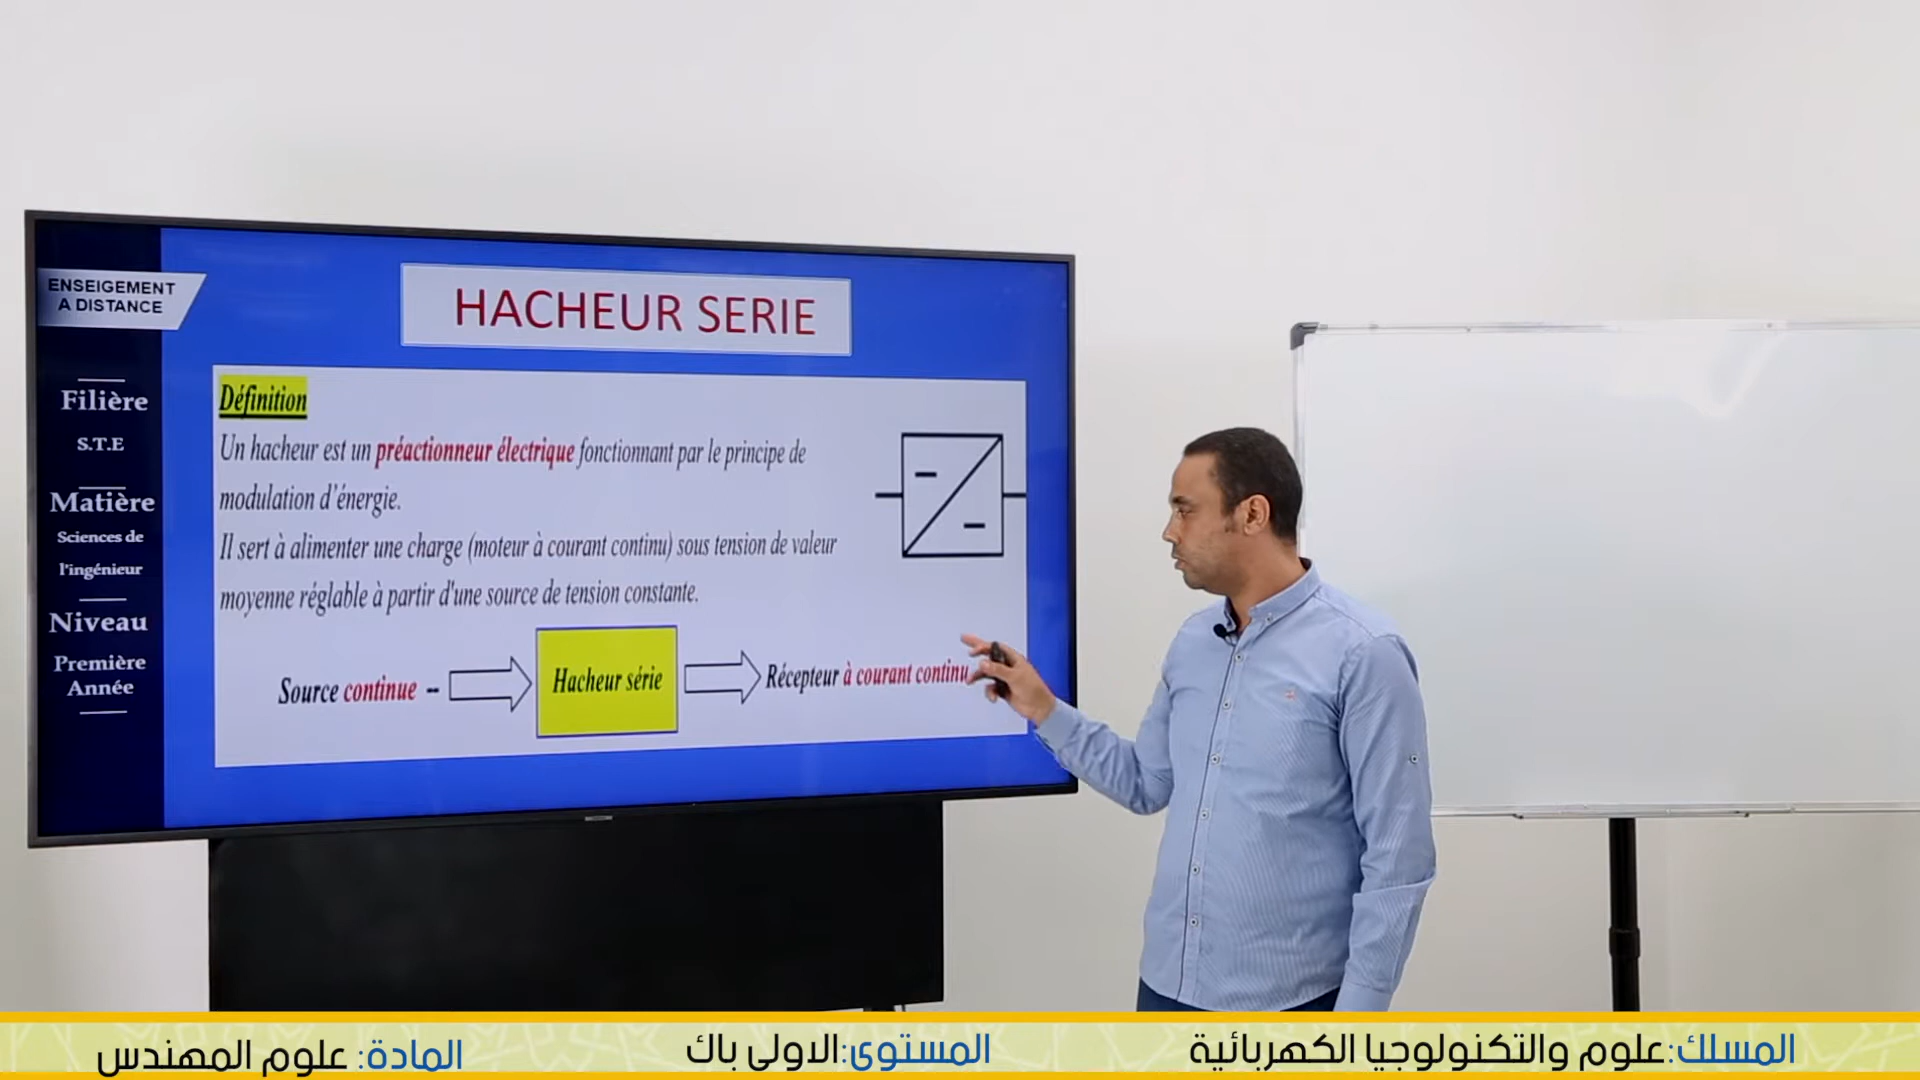 ENSEIGEMENT
A DISTANCE
Filière
S.T.E
Matière
Sciences de
l'ingénieur
Niveau
Première
Année
HACHEUR SERIE
Définition
Un hacheur est un préactionneur électrique fonctionnant par le principe de
modulation d'énergie.
Il sert à alimenter une charge (moteur à courant continu) sous tension de valeur
moyenne réglable à partir d'une source de tension constante.
Source continue –
Hacheur série
Récepteur à courant continu
المسلك:علوم والتكنولوجيا الكهربائية
المستوى:الاولى باك
المادة: علوم المهندس